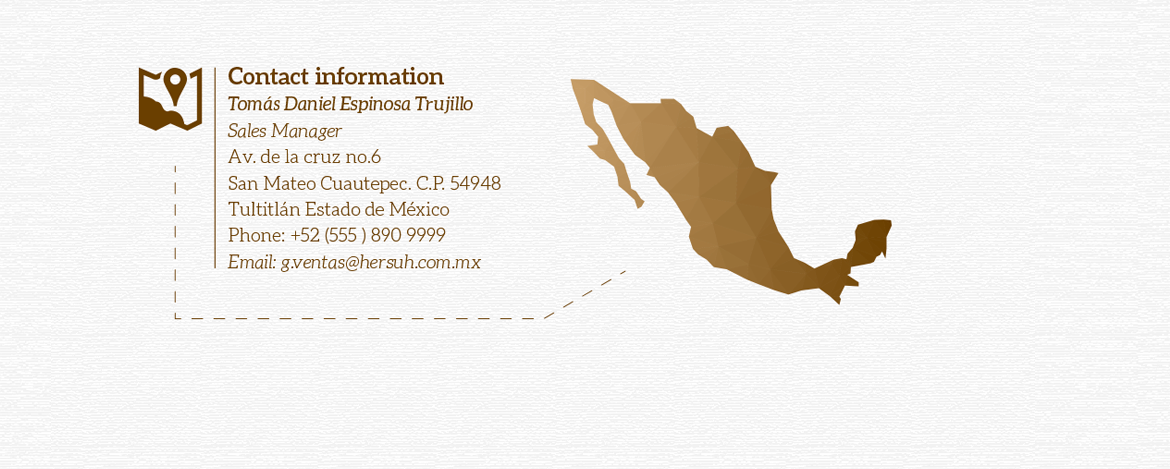 Contact information
Tomás Daniel Espinosa Trujillo
Sales Manager
Av. de la cruz no.6
San Mateo Cuautepec. C.P. 54948
Tultitlán Estado de México
Phone: +52 (555 ) 890 9999
Email: g.ventas@hersuh.com.mx